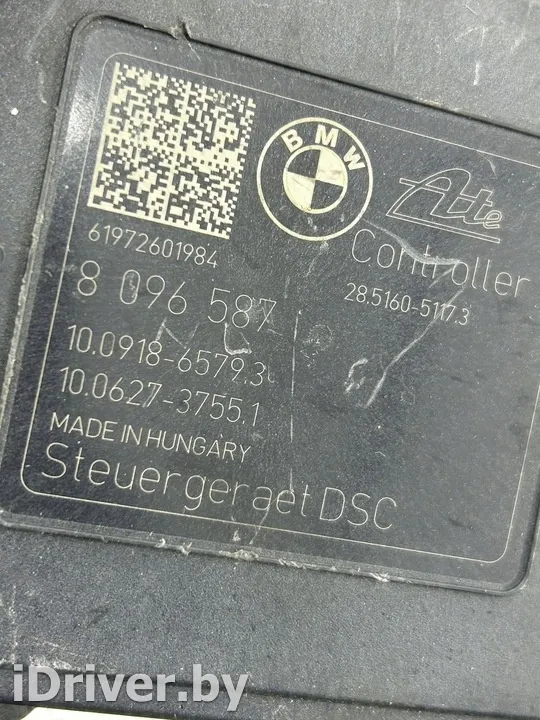 BMW
Ate
61972601984
Controller
8 096 587
28.5160-5117.3
10.0918-6579.3
10.0627-3755.1
MADE IN HUNGARY
Steuergeraet DSC
iDriver.by